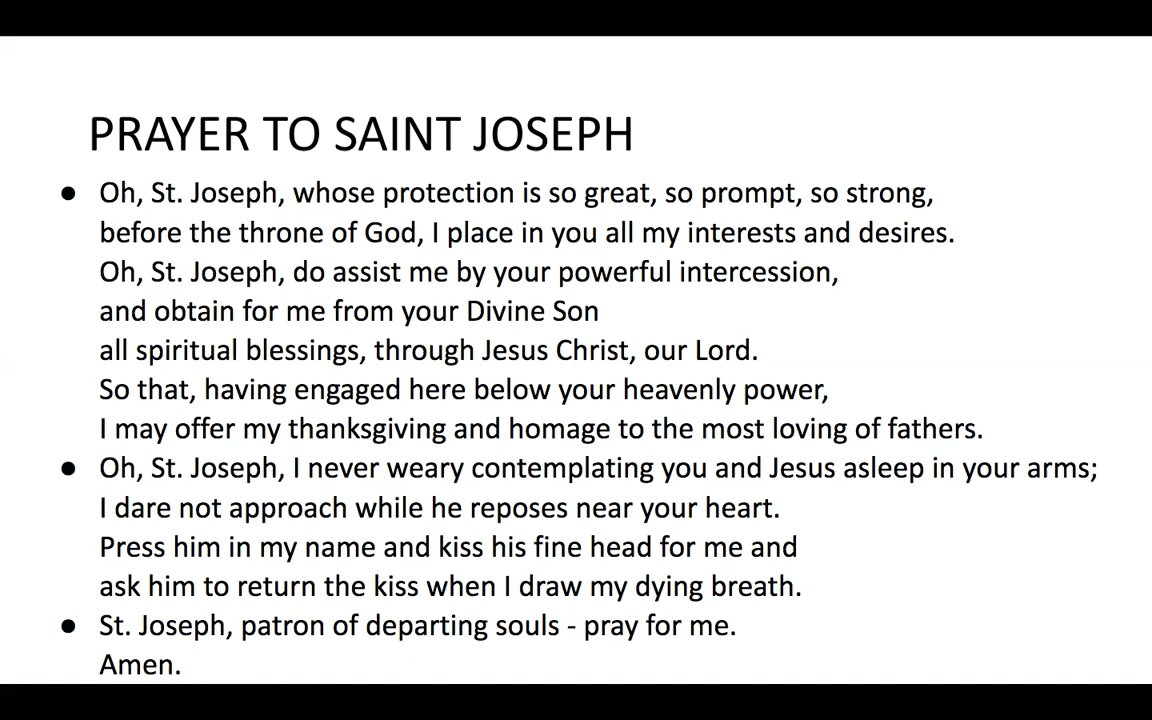 PRAYER TO SAINT JOSEPH
● Oh, St. Joseph, whose protection is so great, so prompt, so strong,
before the throne of God, I place in you all my interests and desires.
Oh, St. Joseph, do assist me by your powerful intercession,
and obtain for me from your Divine Son
all spiritual blessings, through Jesus Christ, our Lord.
So that, having engaged here below your heavenly power,
I may offer my thanksgiving and homage to the most loving of fathers.
● Oh, St. Joseph, I never weary contemplating you and Jesus asleep in your arms;
I dare not approach while he reposes near your heart.
Press him in my name and kiss his fine head for me and
ask him to return the kiss when I draw my dying breath.
● St. Joseph, patron of departing souls - pray for me.
Amen.